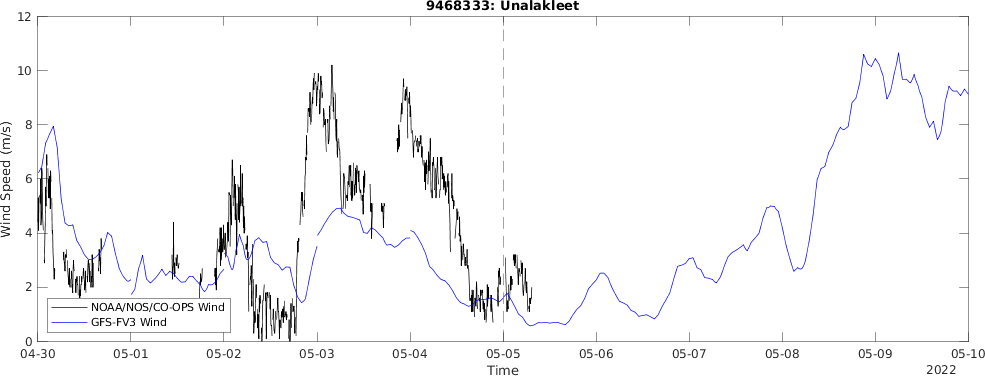 9468333: Unalakleet
12
10
8
6
4
2
0
Wind Speed (m/s)
NOAA/NOS/CO-OPS Wind
GFS-FV3 Wind
04-30 05-01 05-02 05-03 05-04 05-05 05-06 05-07 05-08 05-09 05-10
Time
2022